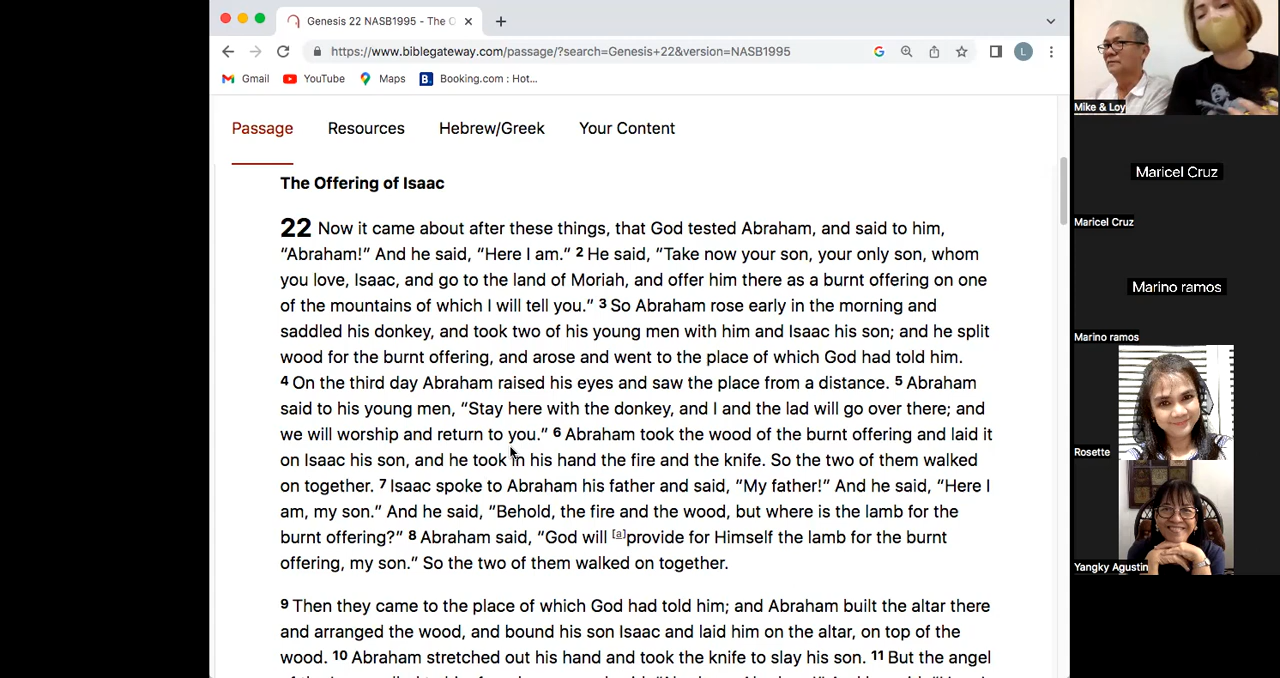 Genesis 22 NASB1995 - The O
https://www.biblegateway.com/passage/?search=Genesis+22&version=NASB1995
L
Gmail YouTube Maps B Booking.com : Hot...
Passage Resources Hebrew/Greek Your Content
The Offering of Isaac
22 Now it came about after these things, that God tested Abraham, and said to him,
“Abraham!” And he said, “Here I am.” 2 He said, “Take now your son, your only son, whom
you love, Isaac, and go to the land of Moriah, and offer him there as a burnt offering on one
of the mountains of which I will tell you.” 3 So Abraham rose early in the morning and
saddled his donkey, and took two of his young men with him and Isaac his son; and he split
wood for the burnt offering, and arose and went to the place of which God had told him.
4 On the third day Abraham raised his eyes and saw the place from a distance. 5 Abraham
said to his young men, “Stay here with the donkey, and I and the lad will go over there; and
we will worship and return to you.” 6 Abraham took the wood of the burnt offering and laid it
on Isaac his son, and he took in his hand the fire and the knife. So the two of them walked
on together. 7 Isaac spoke to Abraham his father and said, “My father!” And he said, “Here I
am, my son.” And he said, “Behold, the fire and the wood, but where is the lamb for the
burnt offering?” 8 Abraham said, “God will [a]provide for Himself the lamb for the burnt
offering, my son.” So the two of them walked on together.
9 Then they came to the place of which God had told him; and Abraham built the altar there
and arranged the wood, and bound his son Isaac and laid him on the altar, on top of the
wood. 10 Abraham stretched out his hand and took the knife to slay his son. 11 But the angel
Mike & Loy
Maricel Cruz
Maricel Cruz
Marino ramos
Marino ramos
Rosette
Yangky Agustin